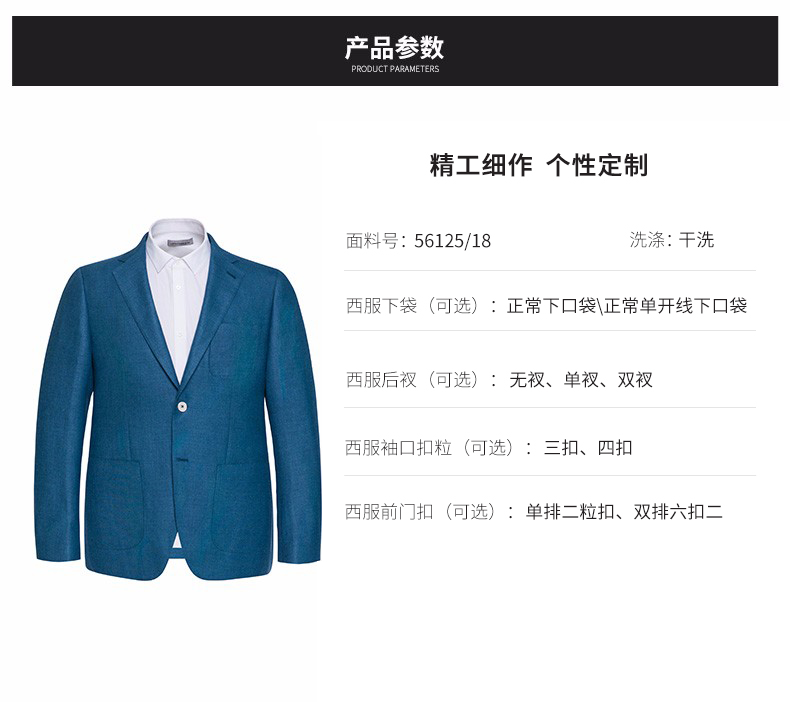 产品参数
PRODUCT PARAMETERS
精工细作 个性定制
面料号：56125/18 洗涤：干洗
西服下袋（可选）：正常下口袋\正常单开线下口袋
西服后衩（可选）：无衩、单衩、双衩
西服袖口扣粒（可选）：三扣、四扣
西服前门扣（可选）：单排二粒扣、双排六扣二